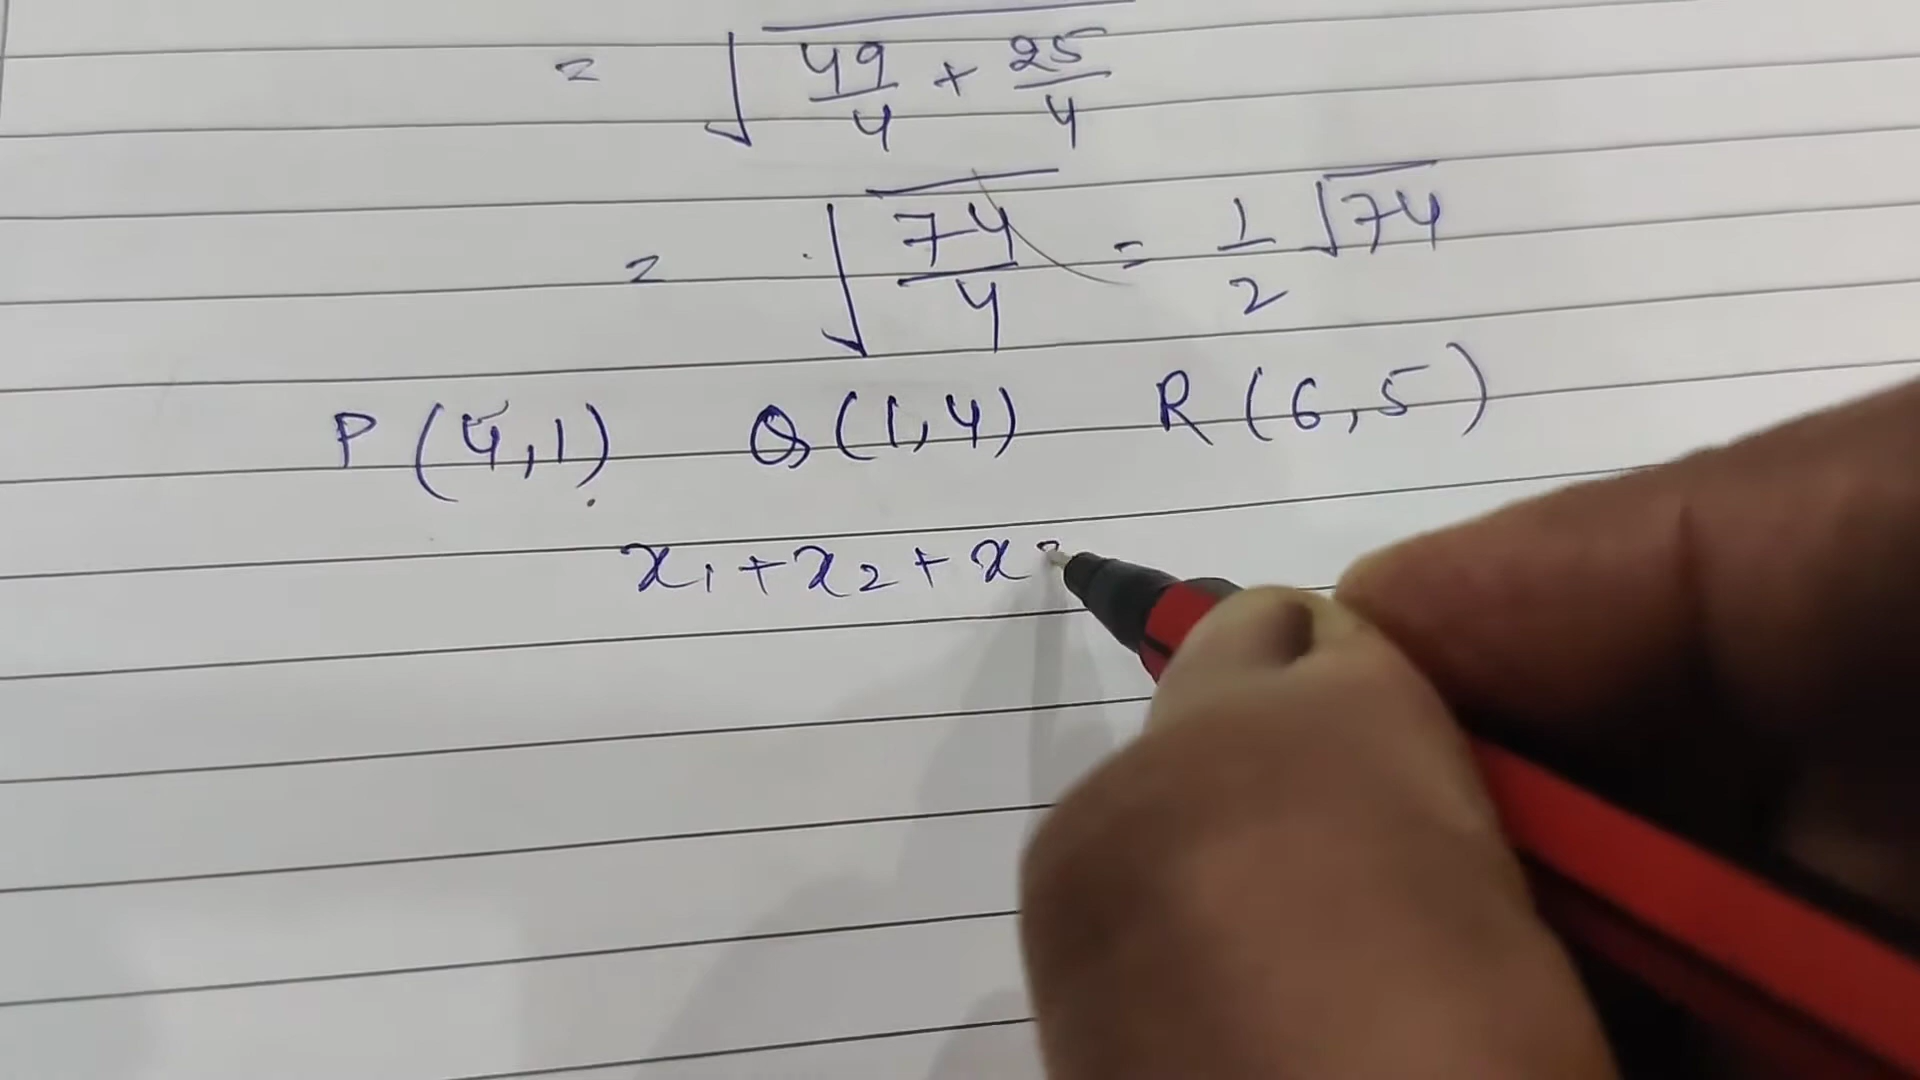 = √(49/4 + 25/4)
= √(74/4) = 1/2 √74
P (4,1) Q (1,4) R (6,5)
x₁ + x₂ + x